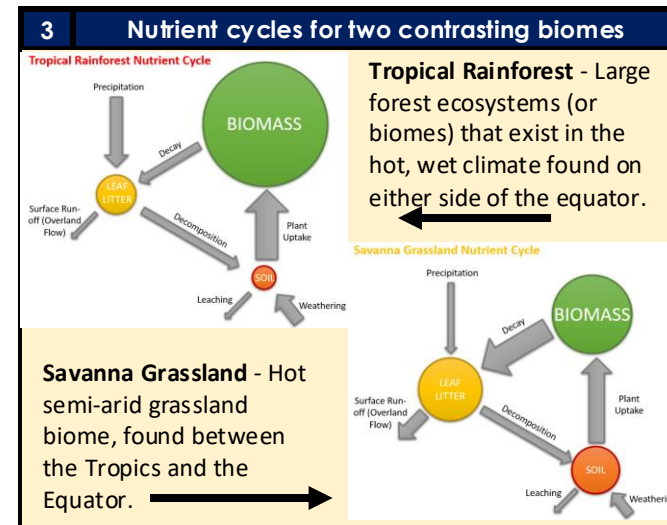 3 Nutrient cycles for two contrasting biomes
Tropical Rainforest Nutrient Cycle
Precipitation
BIOMASS
Decay
LEAF
LITTER
Surface Run-
off (Overland
Flow)
Decomposition
Plant
Uptake
SOIL
Leaching
Weathering
Tropical Rainforest - Large
forest ecosystems (or
biomes) that exist in the
hot, wet climate found on
either side of the equator.
Savanna Grassland - Hot
semi-arid grassland
biome, found between
the Tropics and the
Equator.
Savanna Grassland Nutrient Cycle
Precipitation
BIOMASS
Decay
LEAF
LITTER
Surface Run-
off (Overland
Flow)
Decomposition
Plant
Uptake
SOIL
Leaching
Weatheri